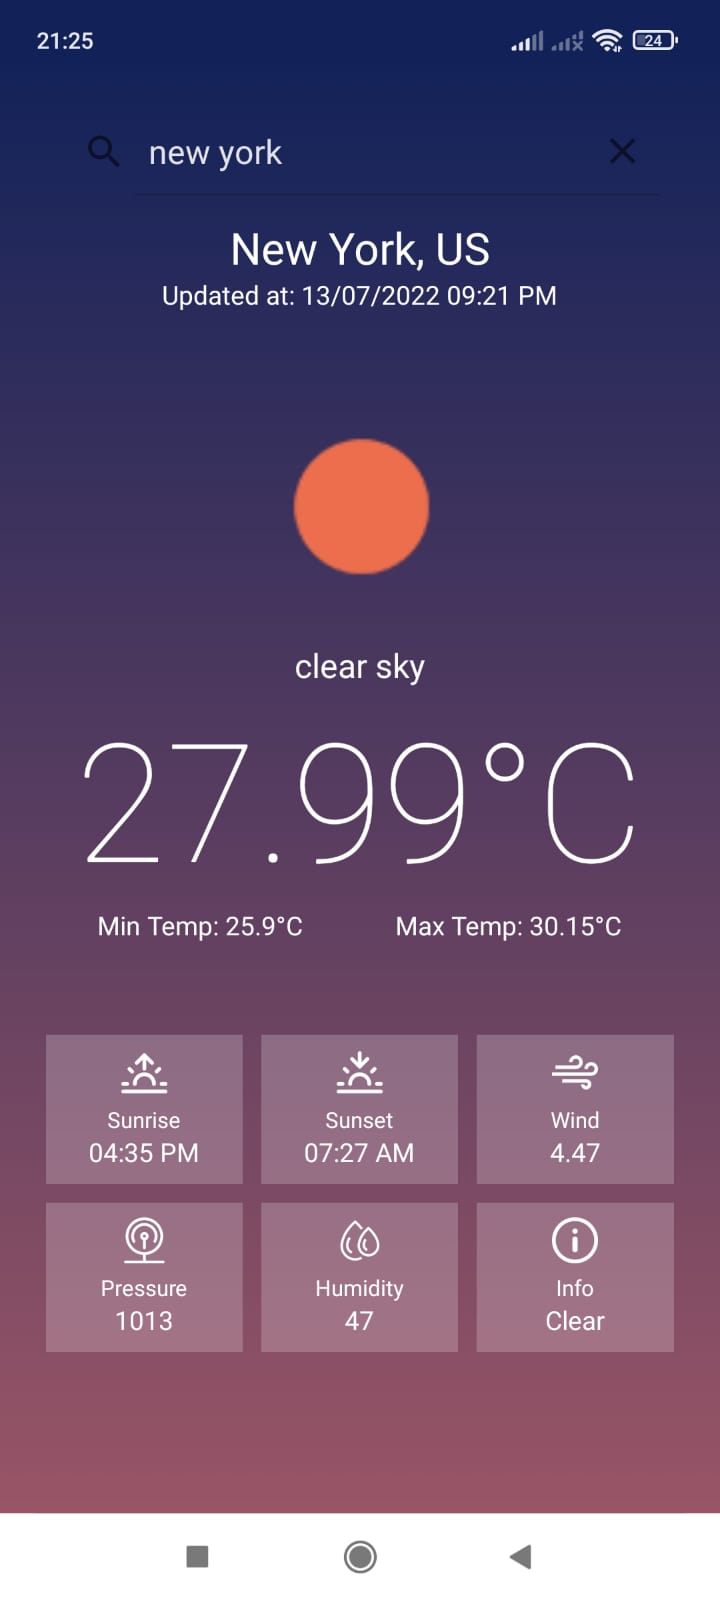 21:25
24
new york
New York, US
Updated at: 13/07/2022 09:21 PM
clear sky
27.99°C
Min Temp: 25.9°C Max Temp: 30.15°C
Sunrise Sunset Wind
04:35 PM 07:27 AM 4.47
Pressure Humidity Info
1013 47 Clear